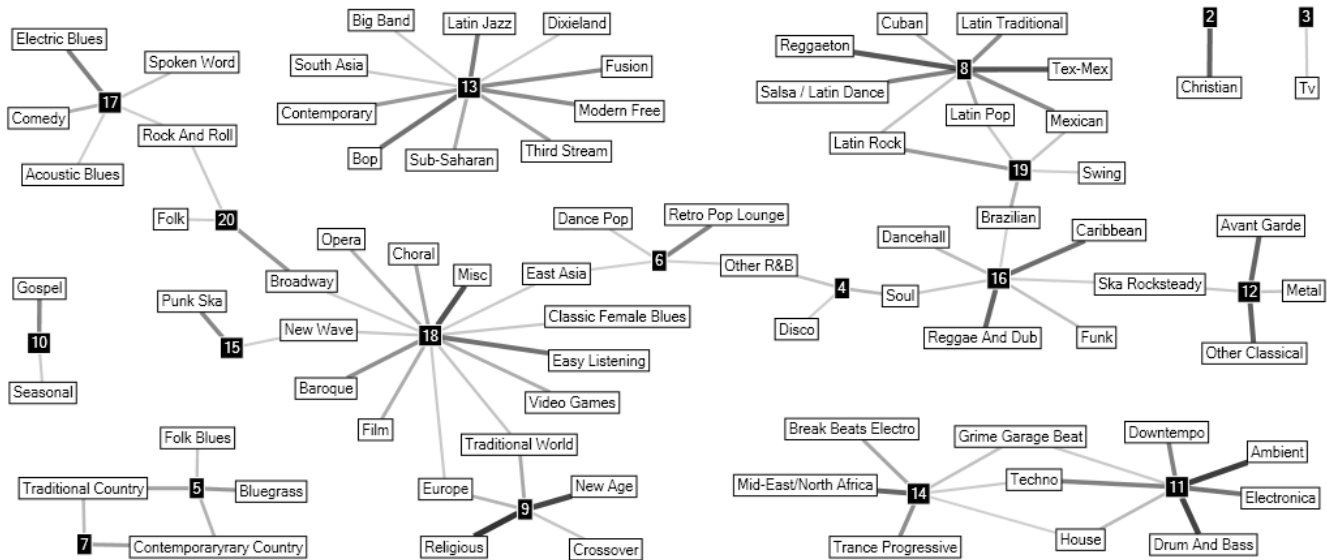 Big Band
Latin Jazz
Dixieland
Cuban
Latin Traditional
2
3
Electric Blues
Reggaeton
Spoken Word
South Asia
Fusion
8
Tex-Mex
13
Christian
Tv
17
Salsa / Latin Dance
Comedy
Contemporary
Modern Free
Latin Pop
Mexican
Rock And Roll
Latin Rock
Third Stream
Bop
Sub-Saharan
Acoustic Blues
19
Swing
Folk
20
Dance Pop
Retro Pop Lounge
Brazilian
Opera
Dancehall
Caribbean
Avant Garde
Choral
6
Misc
East Asia
Other R&B
Broadway
16
Ska Rocksteady
Gospel
4
Soul
12
Metal
Punk Ska
Classic Female Blues
New Wave
Disco
18
Reggae And Dub
Funk
10
15
Easy Listening
Other Classical
Baroque
Seasonal
Video Games
Film
Break Beats Electro
Grime Garage Beat
Downtempo
Folk Blues
Traditional World
Ambient
Traditional Country
5
Bluegrass
Europe
New Age
Mid-East/North Africa
14
Techno
11
Electronica
9
7
Contemporaryrary Country
Religious
Crossover
Trance Progressive
House
Drum And Bass